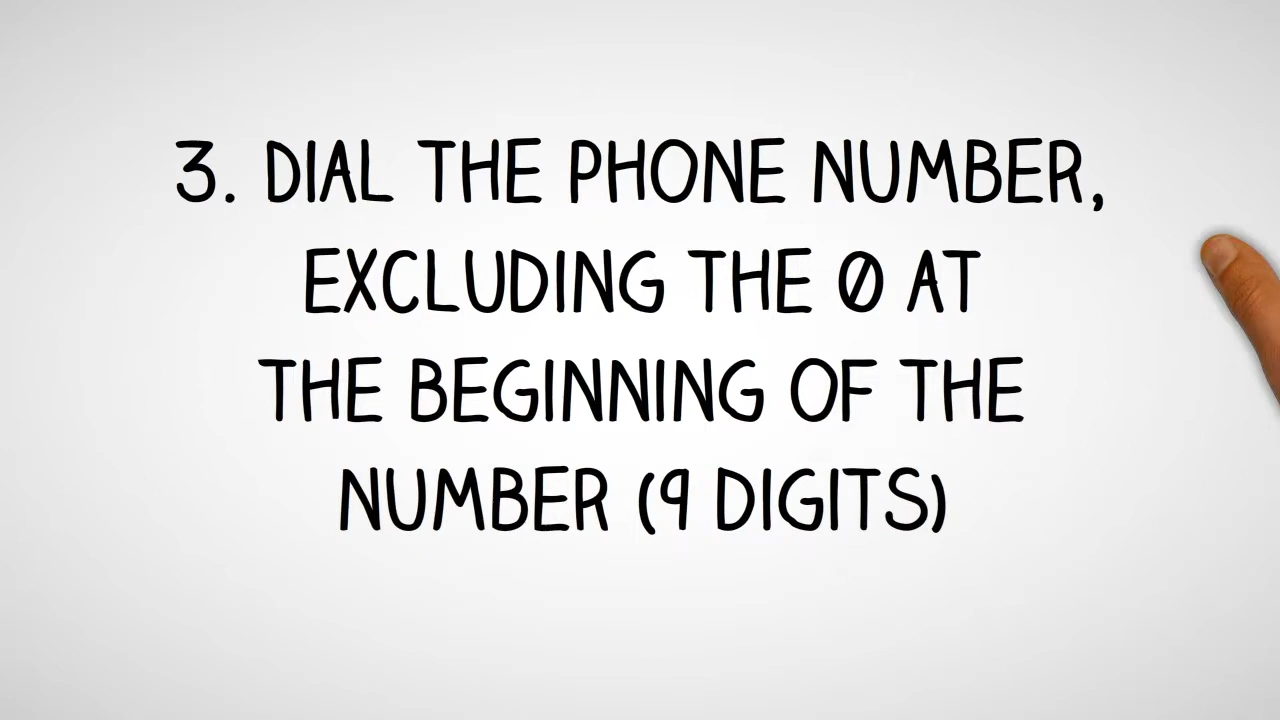 3. DIAL THE PHONE NUMBER,
EXCLUDING THE 0 AT
THE BEGINNING OF THE
NUMBER (9 DIGITS)